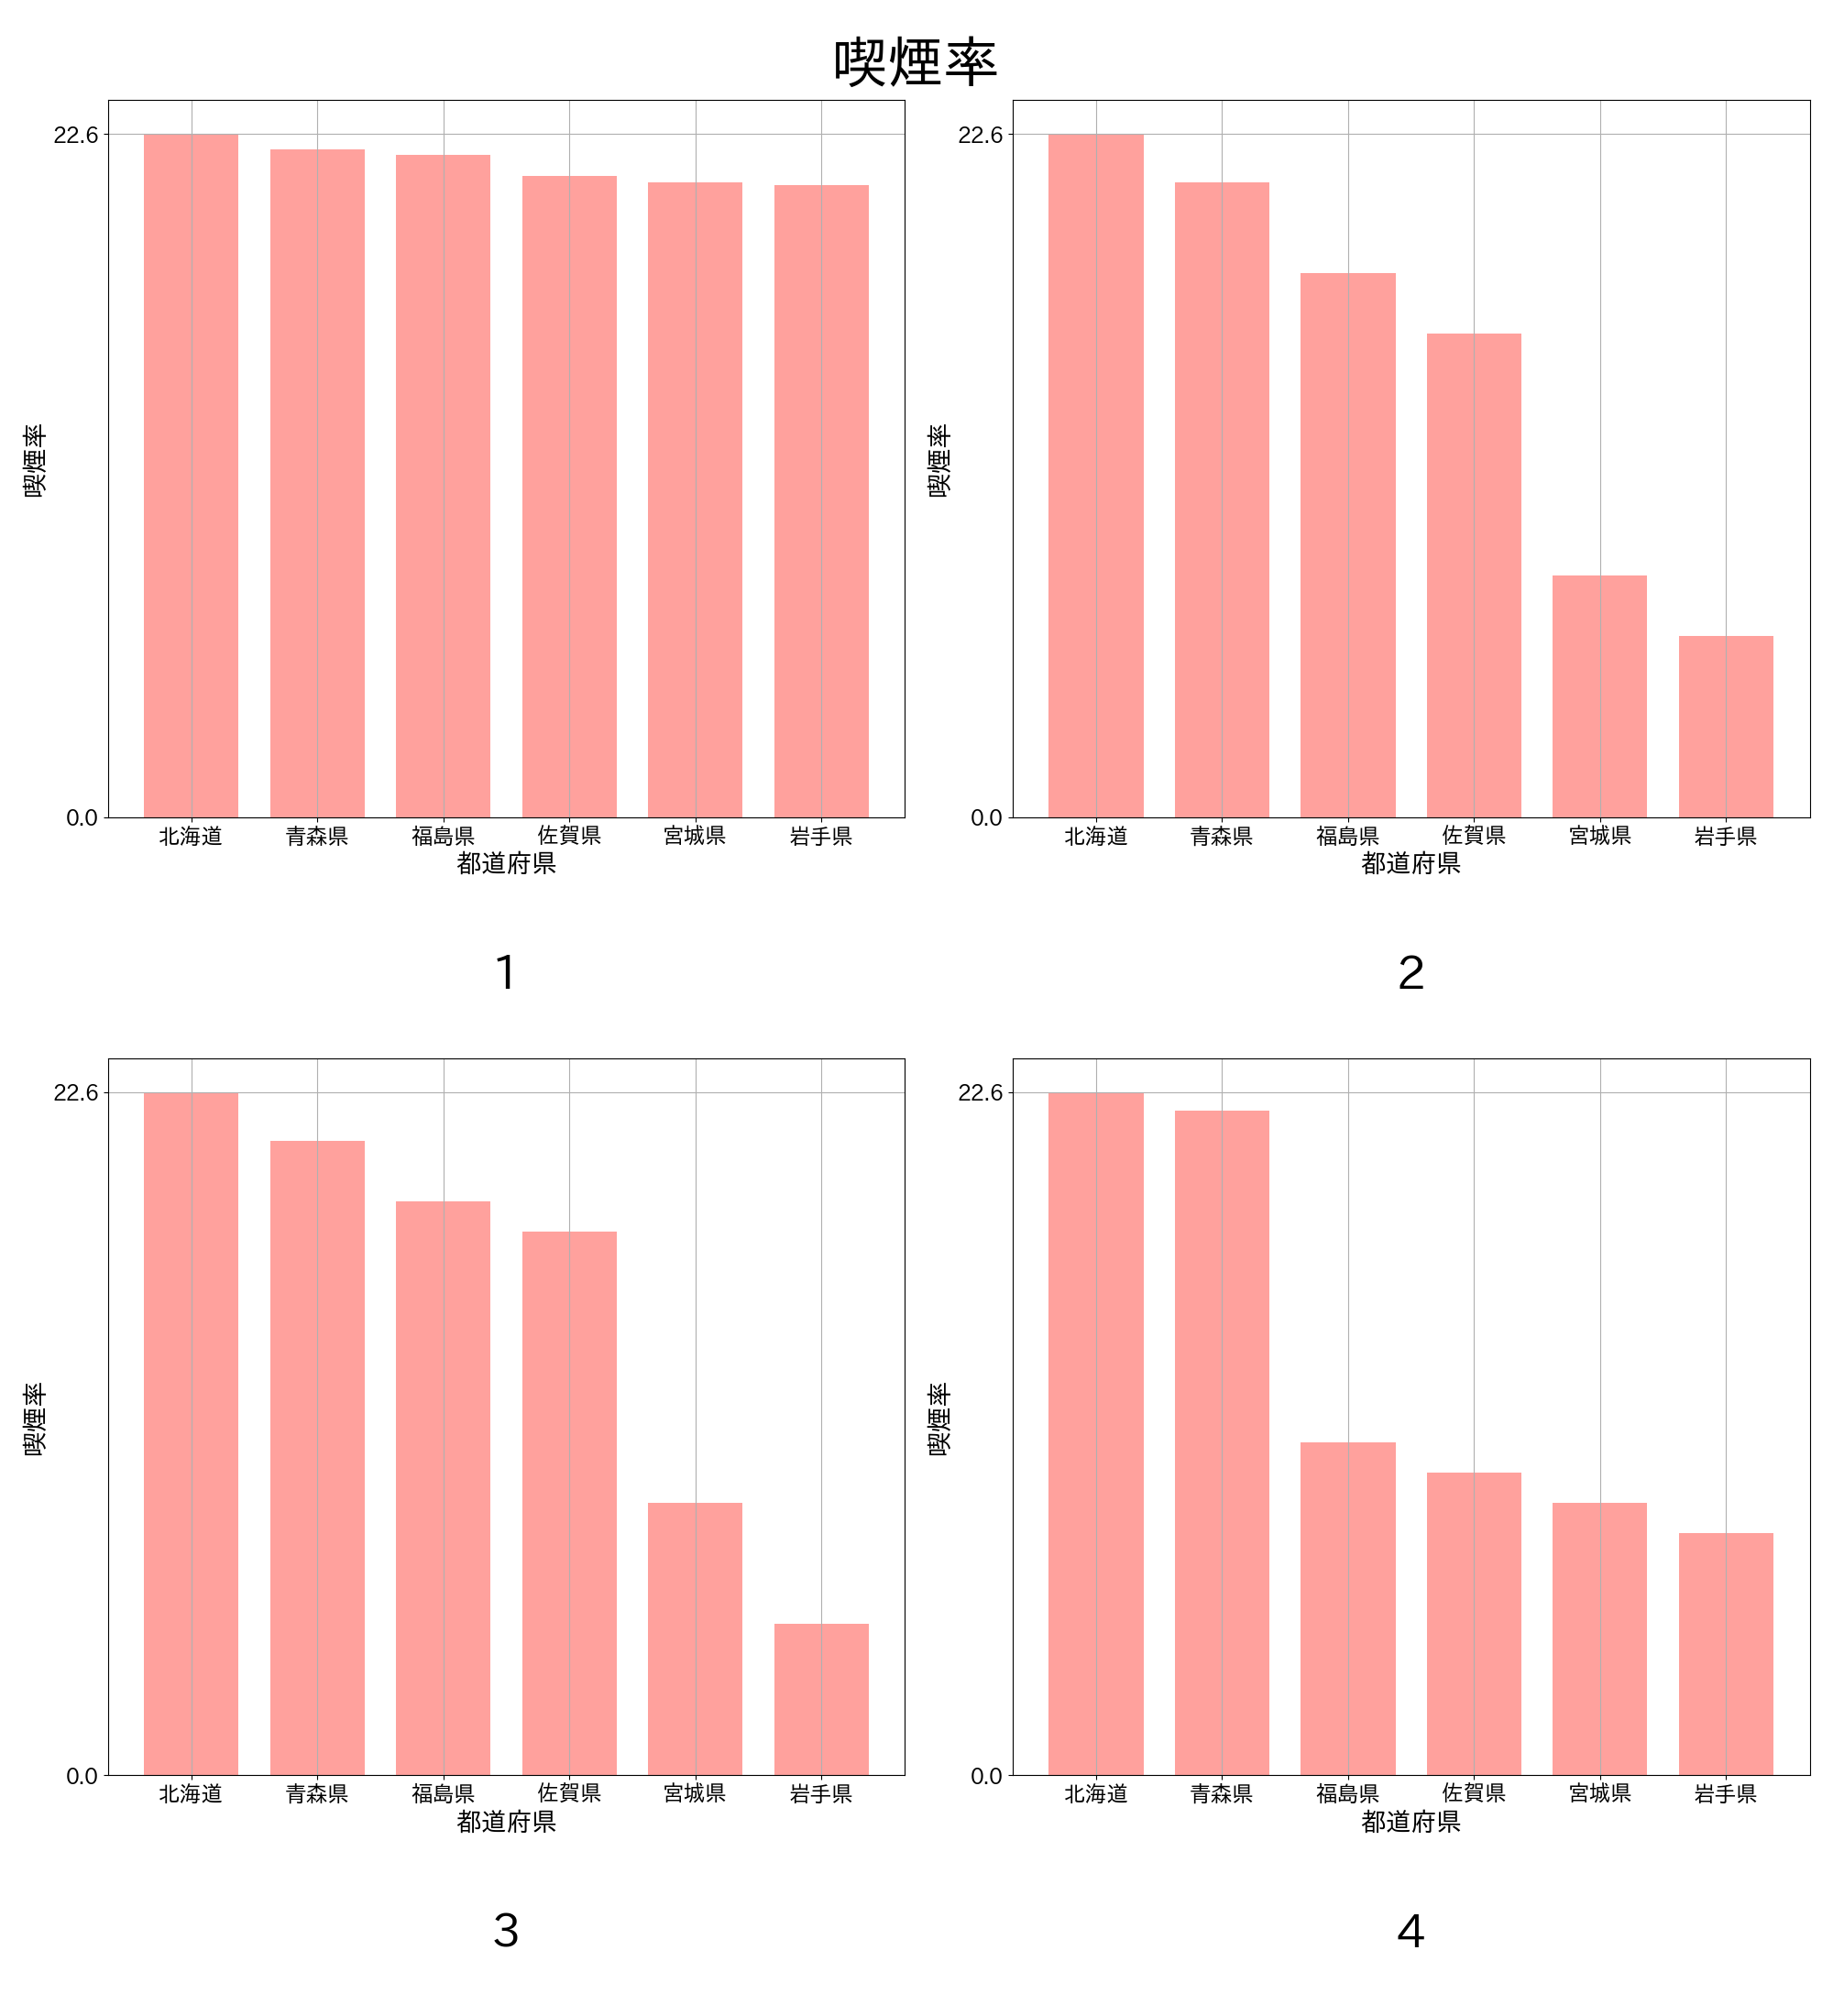 喫煙率
22.6
喫煙率
0.0
北海道 青森県 福島県 佐賀県 宮城県 岩手県
都道府県
1
22.6
喫煙率
0.0
北海道 青森県 福島県 佐賀県 宮城県 岩手県
都道府県
2
22.6
喫煙率
0.0
北海道 青森県 福島県 佐賀県 宮城県 岩手県
都道府県
3
22.6
喫煙率
0.0
北海道 青森県 福島県 佐賀県 宮城県 岩手県
都道府県
4